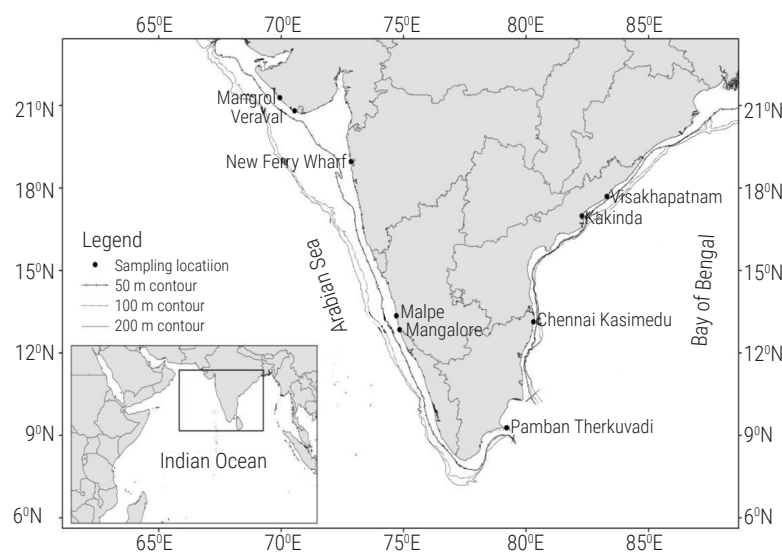 65⁰E 70⁰E 75⁰E 80⁰E 85⁰E
21⁰N 21⁰N
18⁰N 18⁰N
15⁰N 15⁰N
12⁰N 12⁰N
9⁰N 9⁰N
6⁰N 6⁰N
Mangrol
Veraval
New Ferry Wharf
Visakhapatnam
Kakinda
Legend
Sampling locatiion
50 m contour
100 m contour
200 m contour
Arabian Sea
Bay of Bengal
Malpe
Mangalore
Chennai Kasimedu
Pamban Therkuvadi
Indian Ocean
65⁰E 70⁰E 75⁰E 80⁰E 85⁰E